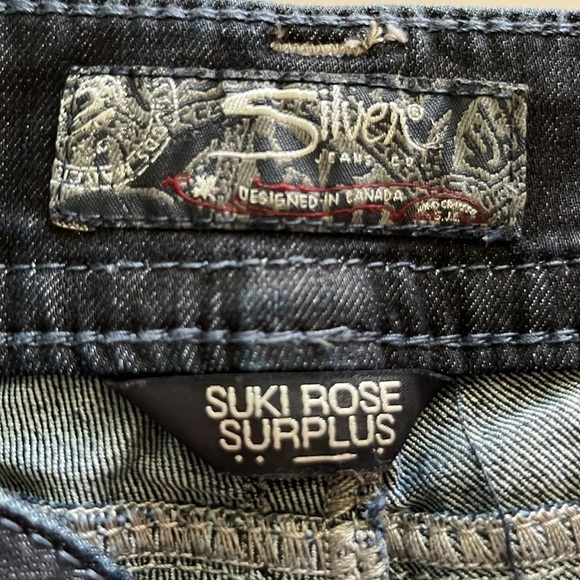 Silver®
JEANS CO.
DESIGNED IN CANADA
S.J.C.
SUKI ROSE
SURPLUS